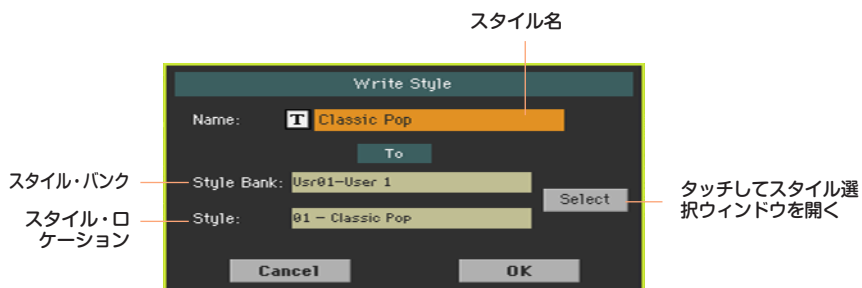 スタイル名
Write Style
Name:
T Classic Pop
To
スタイル・バンク
Style Bank: Usr01-User 1
Select
タッチしてスタイル選
択ウィンドウを開く
スタイル・ロ
ケーション
Style: 01 - Classic Pop
Cancel
OK